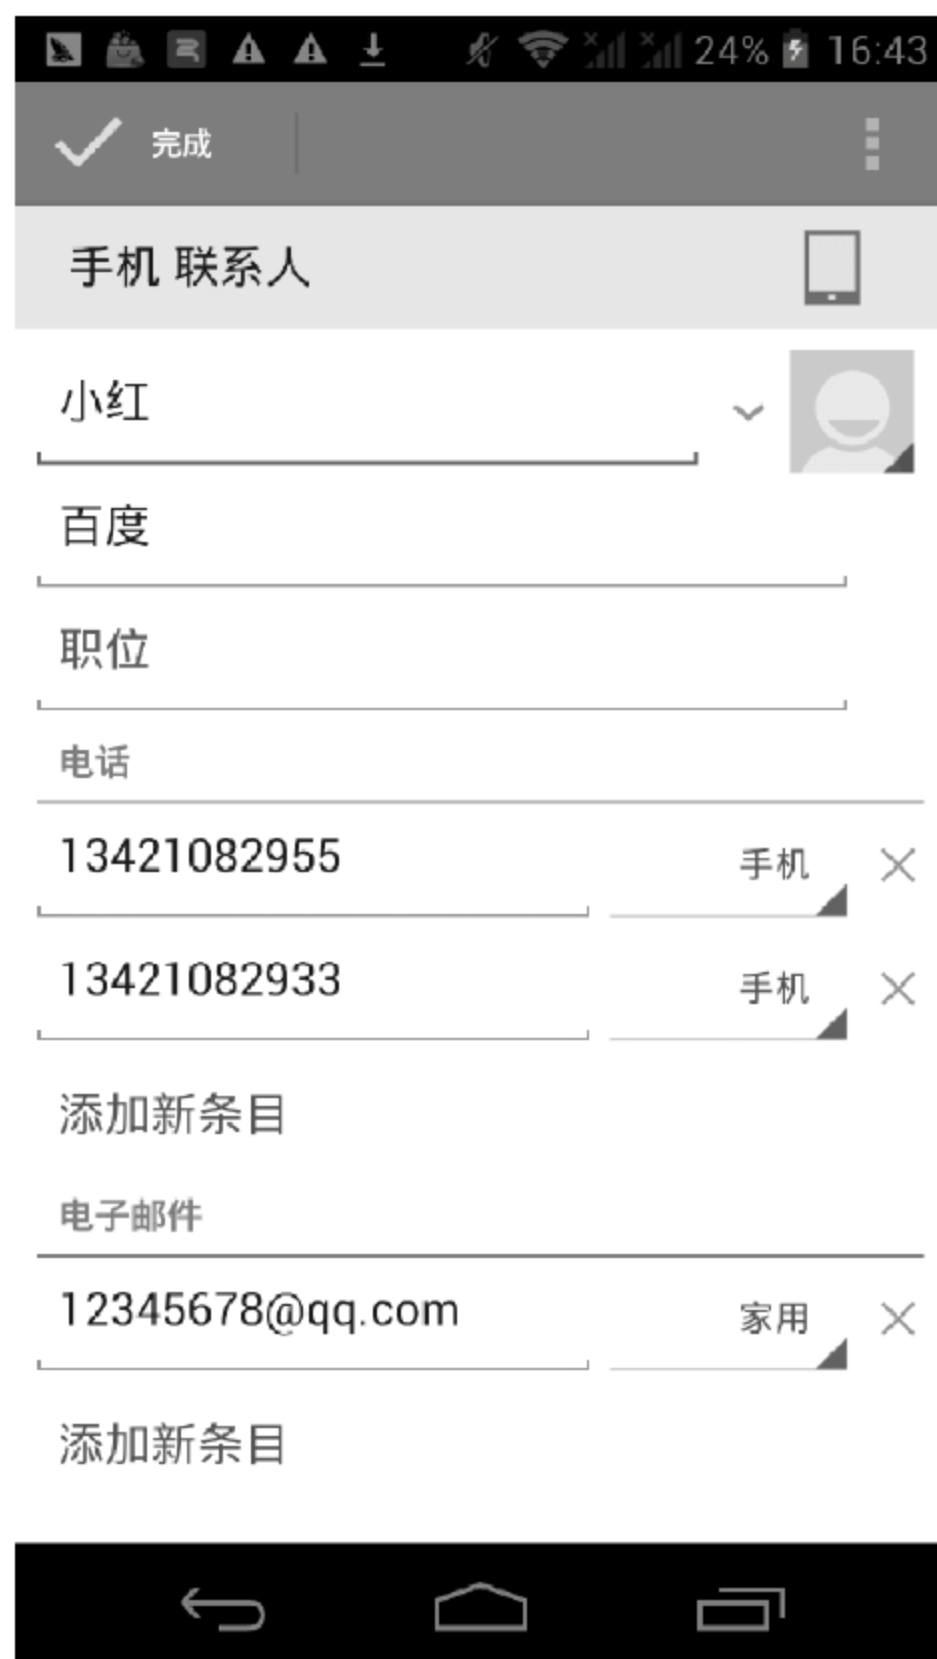 24% 16:43
完成
手机 联系人
小红
百度
职位
电话
13421082955 手机
13421082933 手机
添加新条目
电子邮件
12345678@qq.com 家用
添加新条目